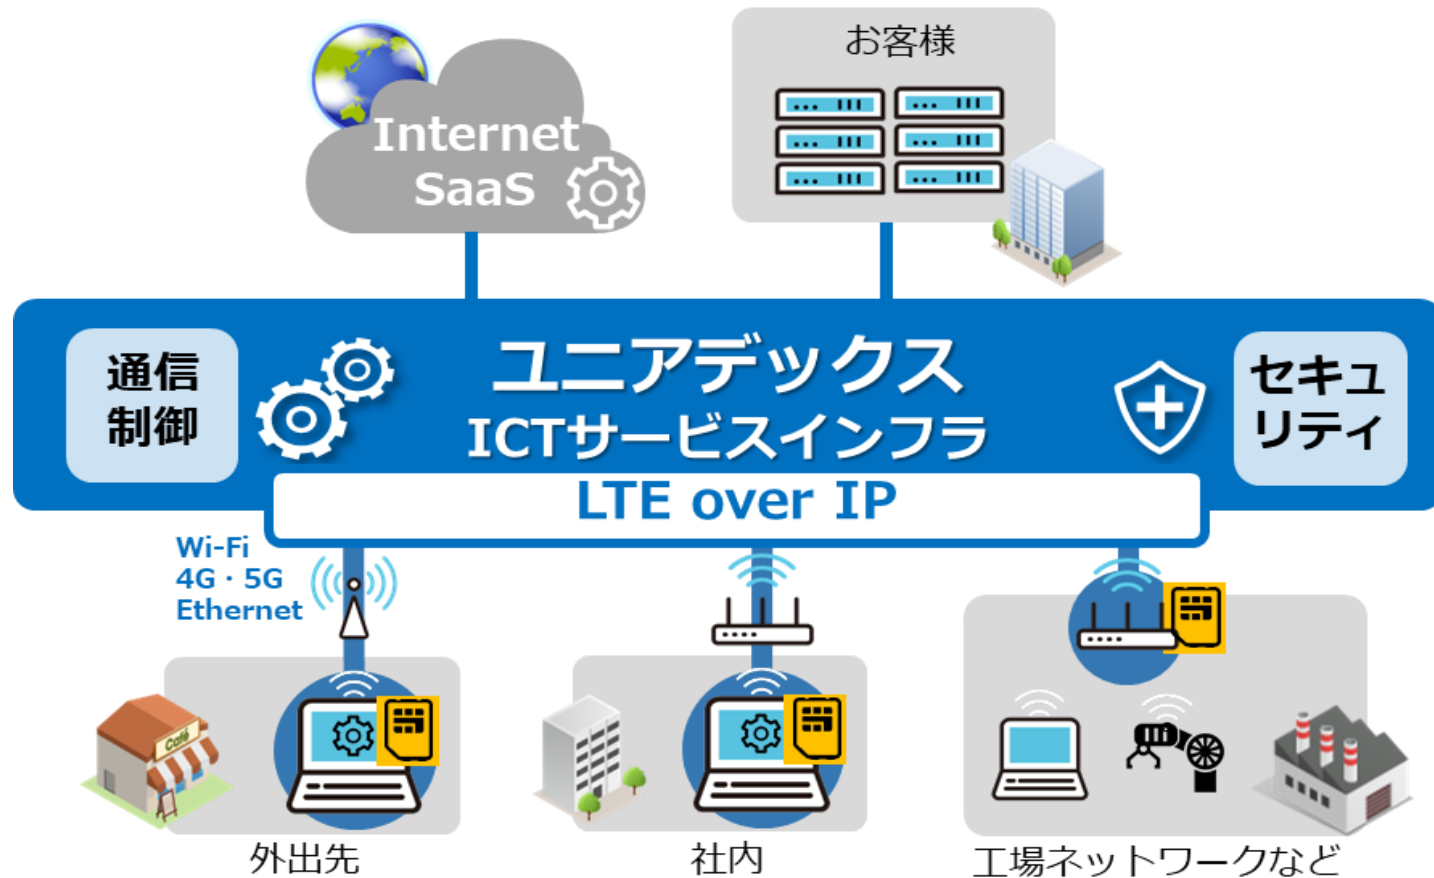 お客様
Internet
SaaS
通信
制御
ユニアデックス
ICTサービスインフラ
セキュ
リティ
LTE over IP
Wi-Fi
4G・5G
Ethernet
Café
外出先
社内
工場ネットワークなど